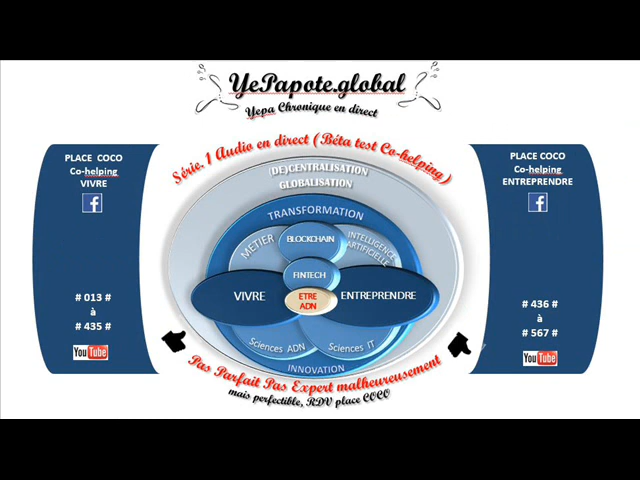 YePapote.global
Yepa Chronique en direct
Série, 1 Audio en direct (Béta test Co-helping)
PLACE COCO
Co-helping
VIVRE
# 013 #
à
# 435 #
YouTube
(DE)CENTRALISATION
GLOBALISATION
TRANSFORMATION
METIER
BLOCKCHAIN
INTELLIGENCE
ARTIFICIELLE
FINTECH
VIVRE
ETRE
ADN
ENTREPRENDRE
Sciences ADN
Sciences IT
INNOVATION
Pas Parfait Pas Expert malheureusement
mais perfectible, RDV place COCO
PLACE COCO
Co-helping
ENTREPRENDRE
# 436 #
à
# 567 #
YouTube